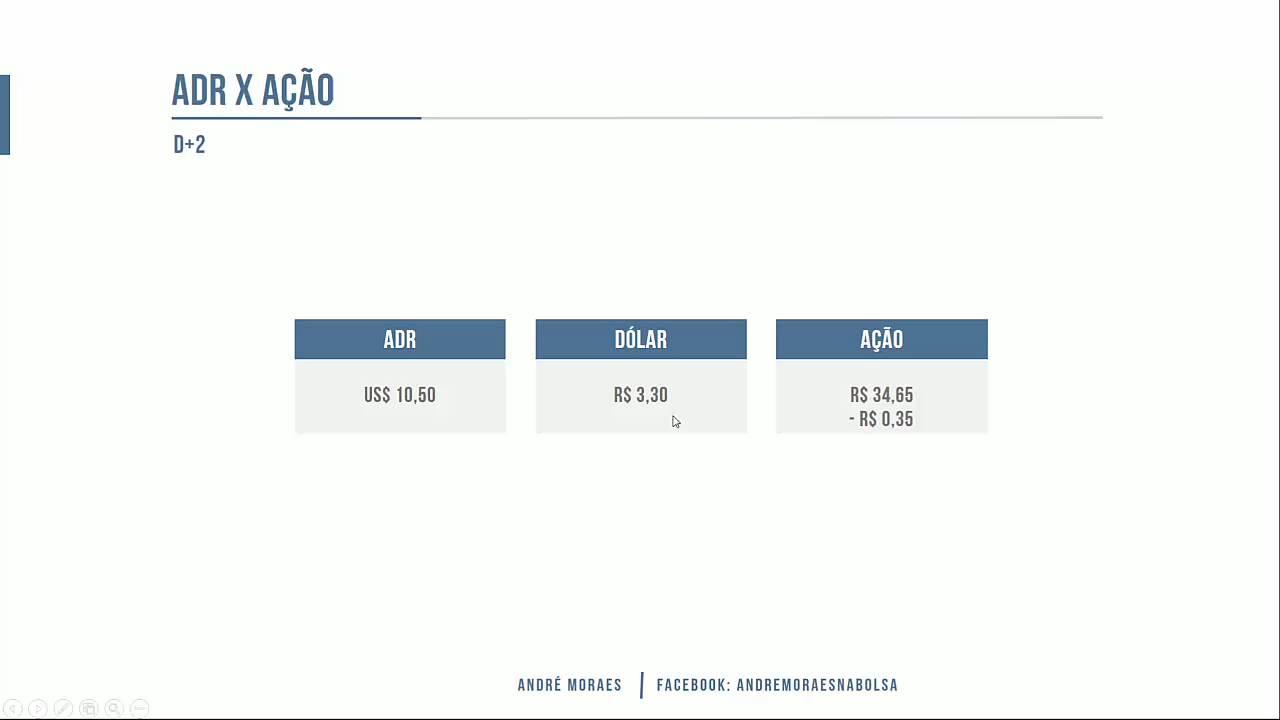 ADR X AÇÃO
D+2
ADR
US$ 10,50
DÓLAR
R$ 3,30
AÇÃO
R$ 34,65
- R$ 0,35
ANDRÉ MORAES | FACEBOOK: ANDREMORAESNABOLSA